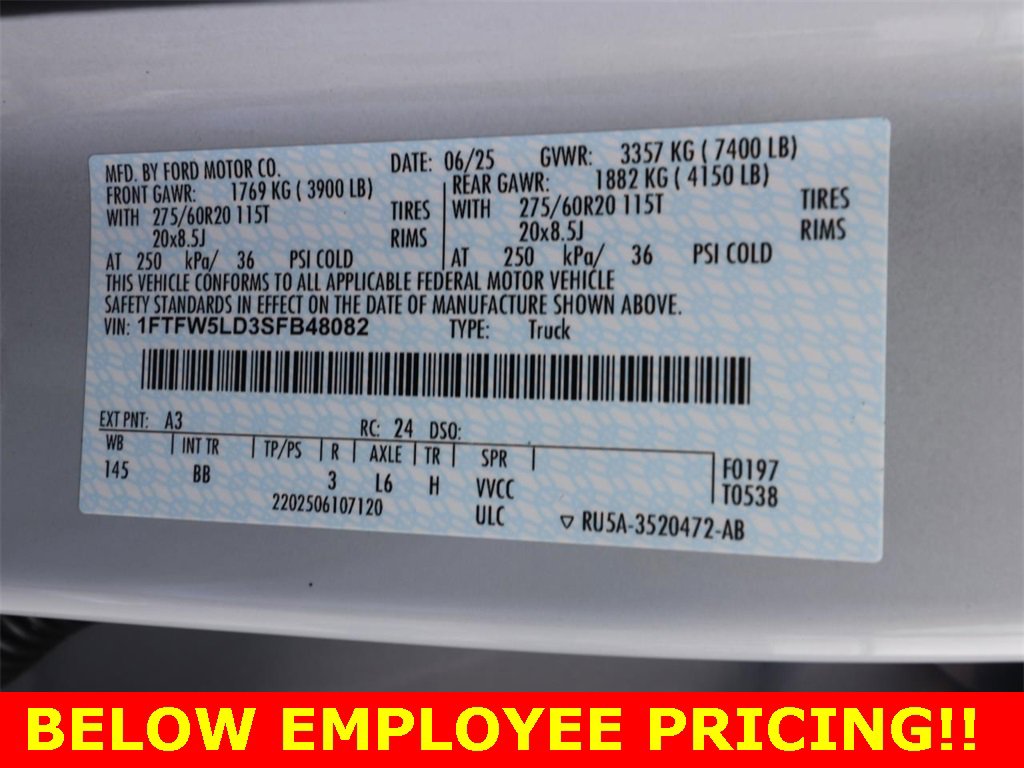 MFD. BY FORD MOTOR CO. DATE: 06/25 GVWR: 3357 KG ( 7400 LB)
FRONT GAWR: 1769 KG ( 3900 LB) REAR GAWR: 1882 KG ( 4150 LB)
WITH 275/60R20 115T TIRES WITH 275/60R20 115T TIRES
20x8.5J RIMS 20x8.5J RIMS
AT 250 kPa/ 36 PSI COLD AT 250 kPa/ 36 PSI COLD
THIS VEHICLE CONFORMS TO ALL APPLICABLE FEDERAL MOTOR VEHICLE
SAFETY STANDARDS IN EFFECT ON THE DATE OF MANUFACTURE SHOWN ABOVE.
VIN: 1FTFW5LD3SFB48082 TYPE: Truck
EXT PNT: A3 RC: 24 DSO:
WB INT TR TP/PS R AXLE TR SPR
145 BB 3 L6 H VVCC F0197
2202506107120 ULC T0538
RU5A-3520472-AB
BELOW EMPLOYEE PRICING!!